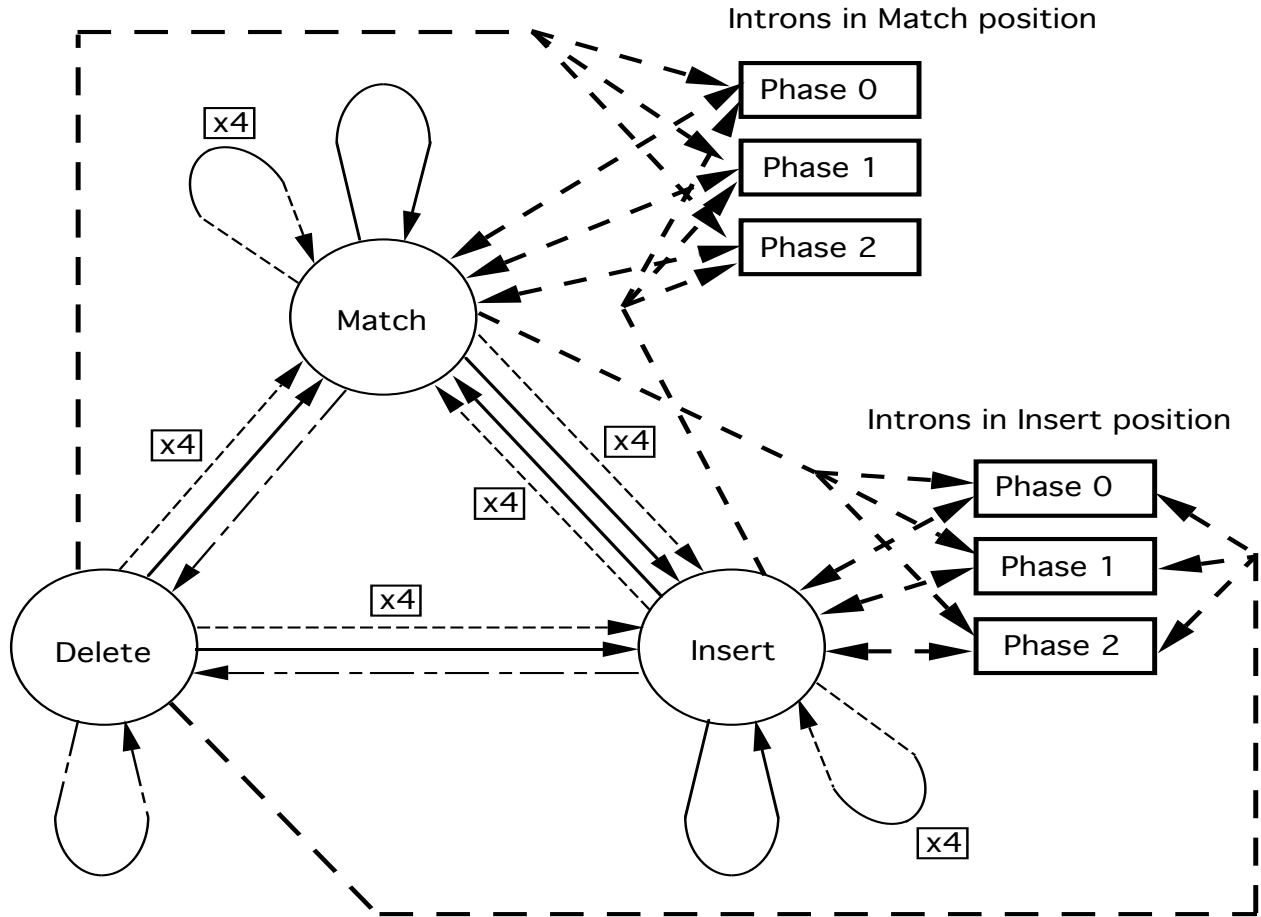 Introns in Match position
Phase 0
x4
Phase 1
Phase 2
Match
Introns in Insert position
x4
x4
Phase 0
x4
Phase 1
x4
Phase 2
Delete
Insert
x4